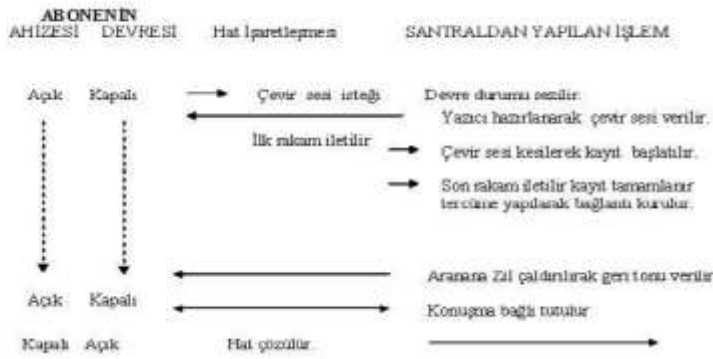 ABONENİN
AHİZESİ DEVRESİ Hat İşaretleşmesi SANTRALDAN YAPILAN İŞLEM
Açık Kapalı Çevir sesi isteği Devre durumu sezilir.
Yazıcı hazırlanarak çevir sesi verilir.
İlk rakam iletilir
Çevir sesi kesilerek kayıt başlatılır.
Son rakam iletilir kayıt tamamlanır
tercüme yapılarak bağlantı kurulur.
Aranana Zil çaldırılırak geri tonu verilir
Açık Kapalı
Konuşma bağlı tutulur
Kapalı Açık Hat çözülür.